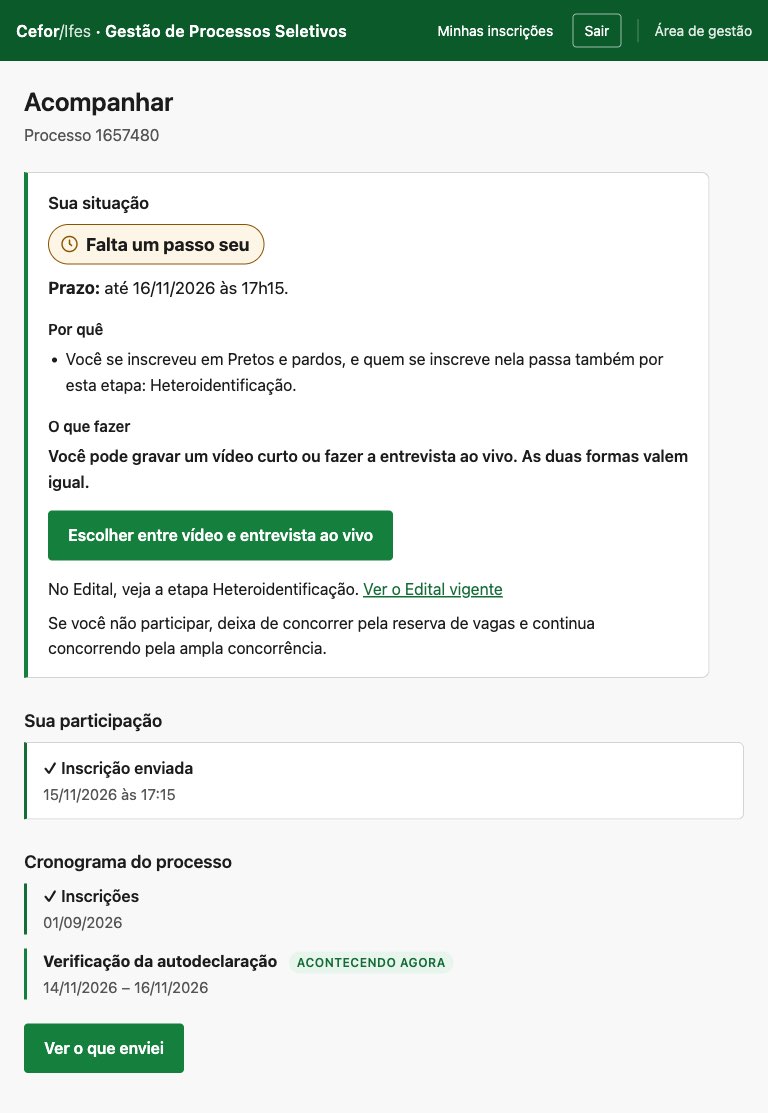 Cefor/Ifes · Gestão de Processos Seletivos
Minhas inscrições
Sair
Área de gestão
Acompanhar
Processo 1657480
Sua situação
Falta um passo seu
Prazo: até 16/11/2026 às 17h15.
Por quê
• Você se inscreveu em Pretos e pardos, e quem se inscreve nela passa também por
esta etapa: Heteroidentificação.
O que fazer
Você pode gravar um vídeo curto ou fazer a entrevista ao vivo. As duas formas valem
igual.
Escolher entre vídeo e entrevista ao vivo
No Edital, veja a etapa Heteroidentificação. Ver o Edital vigente
Se você não participar, deixa de concorrer pela reserva de vagas e continua
concorrendo pela ampla concorrência.
Sua participação
✓ Inscrição enviada
15/11/2026 às 17:15
Cronograma do processo
✓ Inscrições
01/09/2026
Verificação da autodeclaração ACONTECENDO AGORA
14/11/2026 – 16/11/2026
Ver o que enviei